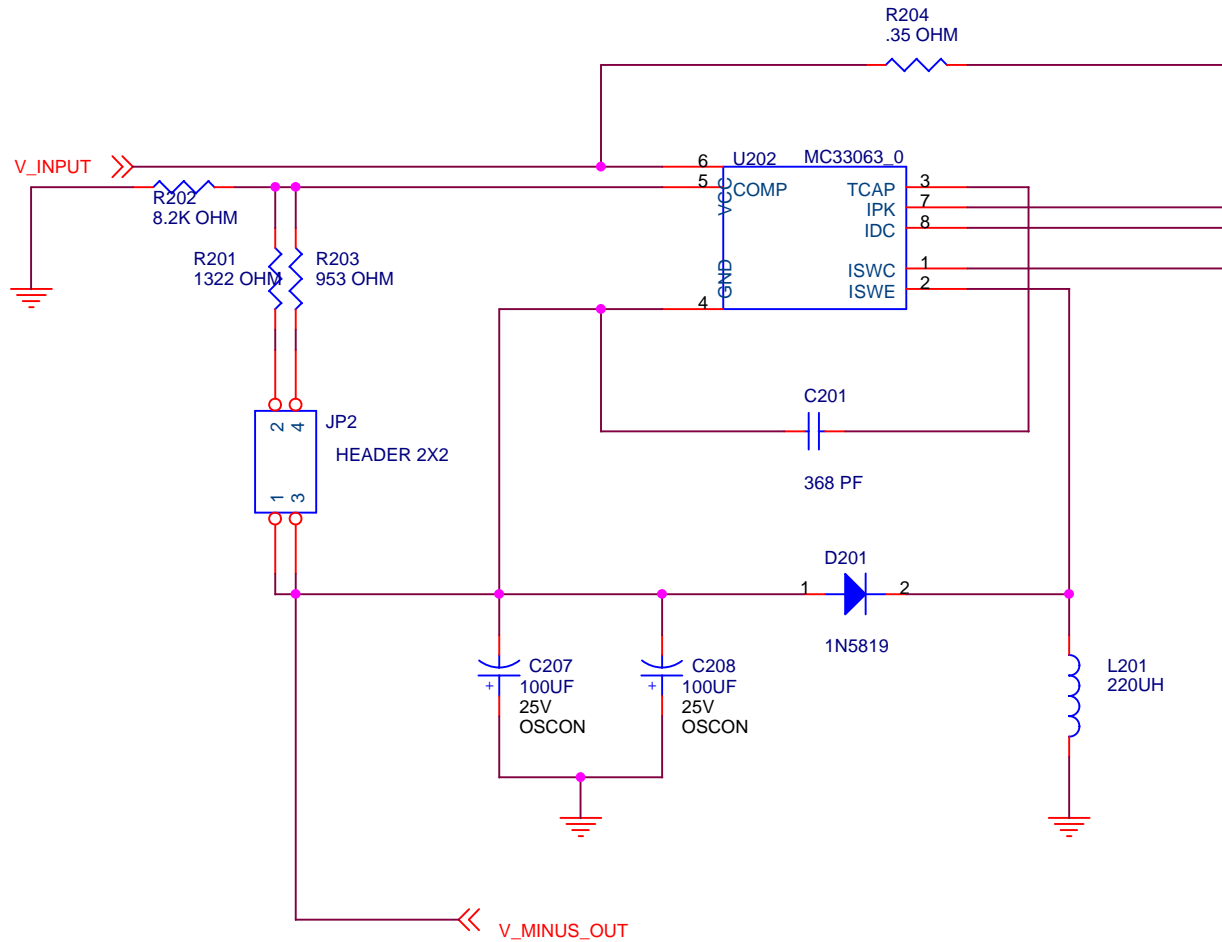 R204
.35 OHM
V_INPUT
6
U202
MC33063_0
5
VCC
COMP
TCAP
3
IPK
7
IDC
8
R202
8.2K OHM
R201
1322 OHM
R203
953 OHM
ISWC
1
ISWE
2
GND
4
C201
368 PF
2
4
JP2
HEADER 2X2
1
3
D201
1
2
1N5819
C207
100UF
25V
OSCON
+
C208
100UF
25V
OSCON
+
L201
220UH
V_MINUS_OUT